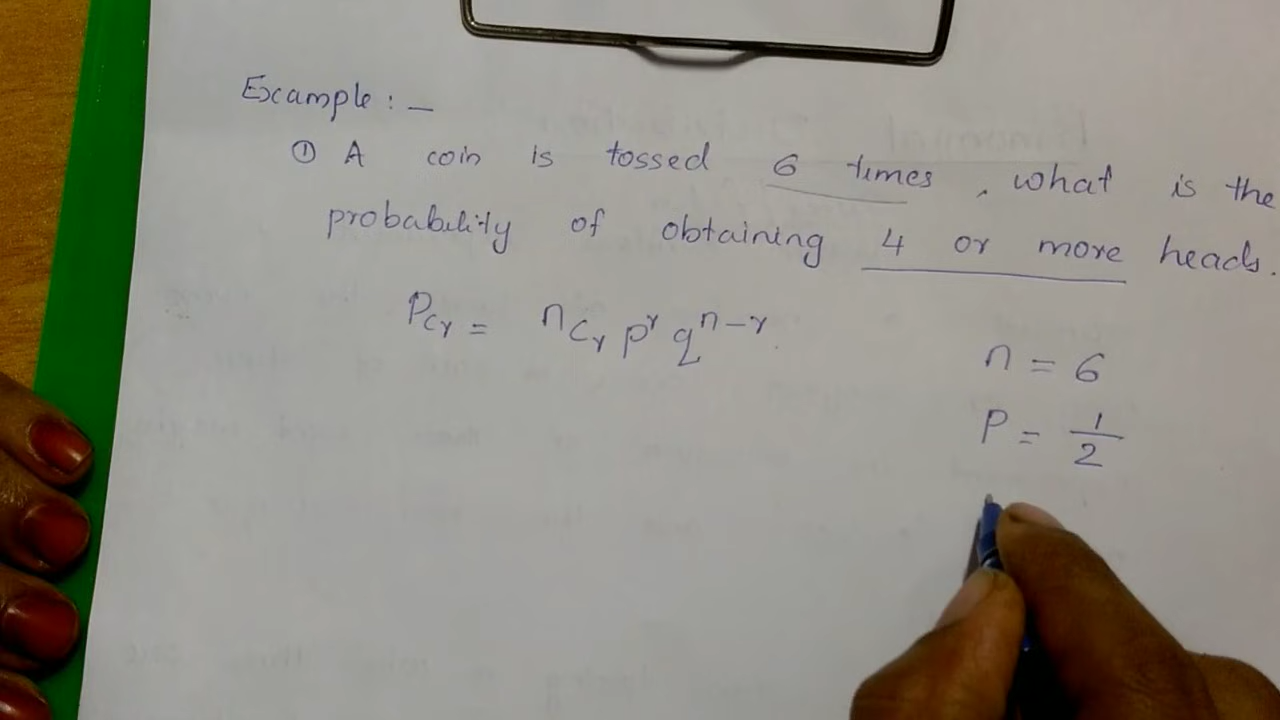 Example : —
① A coin is tossed 6 times, what is the
probability of obtaining 4 or more heads.
Pcr = nCr p^r q^n-r
n = 6
P = 1/2